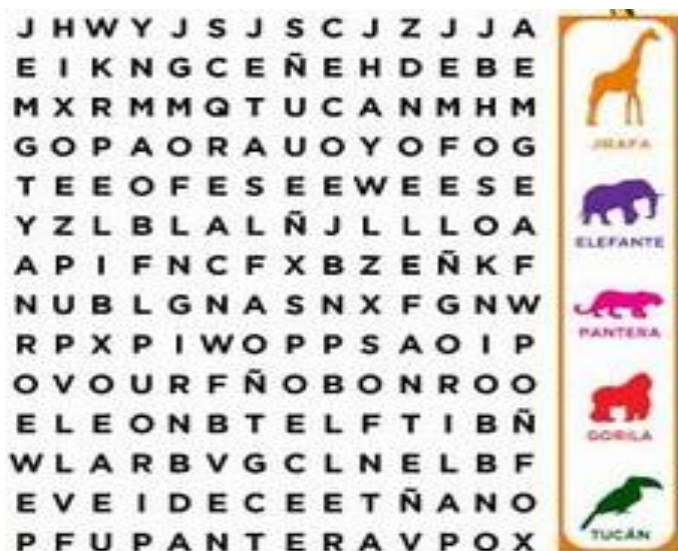 J H W Y J S J S C J Z J J A
E I K N G C E Ñ E H D E B E
M X R M M Q T U C A N M H M
G O P A O R A U O Y O F O G
T E E O F E S E E W E E S E
Y Z L B L A L Ñ J L L L O A
A P I F N C F X B Z E Ñ K F
N U B L G N A S N X F G N W
R P X P I W O P P S A O I P
O V O U R F Ñ O B O N R O O
E L E O N B T E L F T I B Ñ
W L A R B V G C L N E L B F
E V E I D E C E E T Ñ A N O
P F U P A N T E R A V P O X
JIRAFA
ELEFANTE
PANTERA
GORILA
TUCÁN